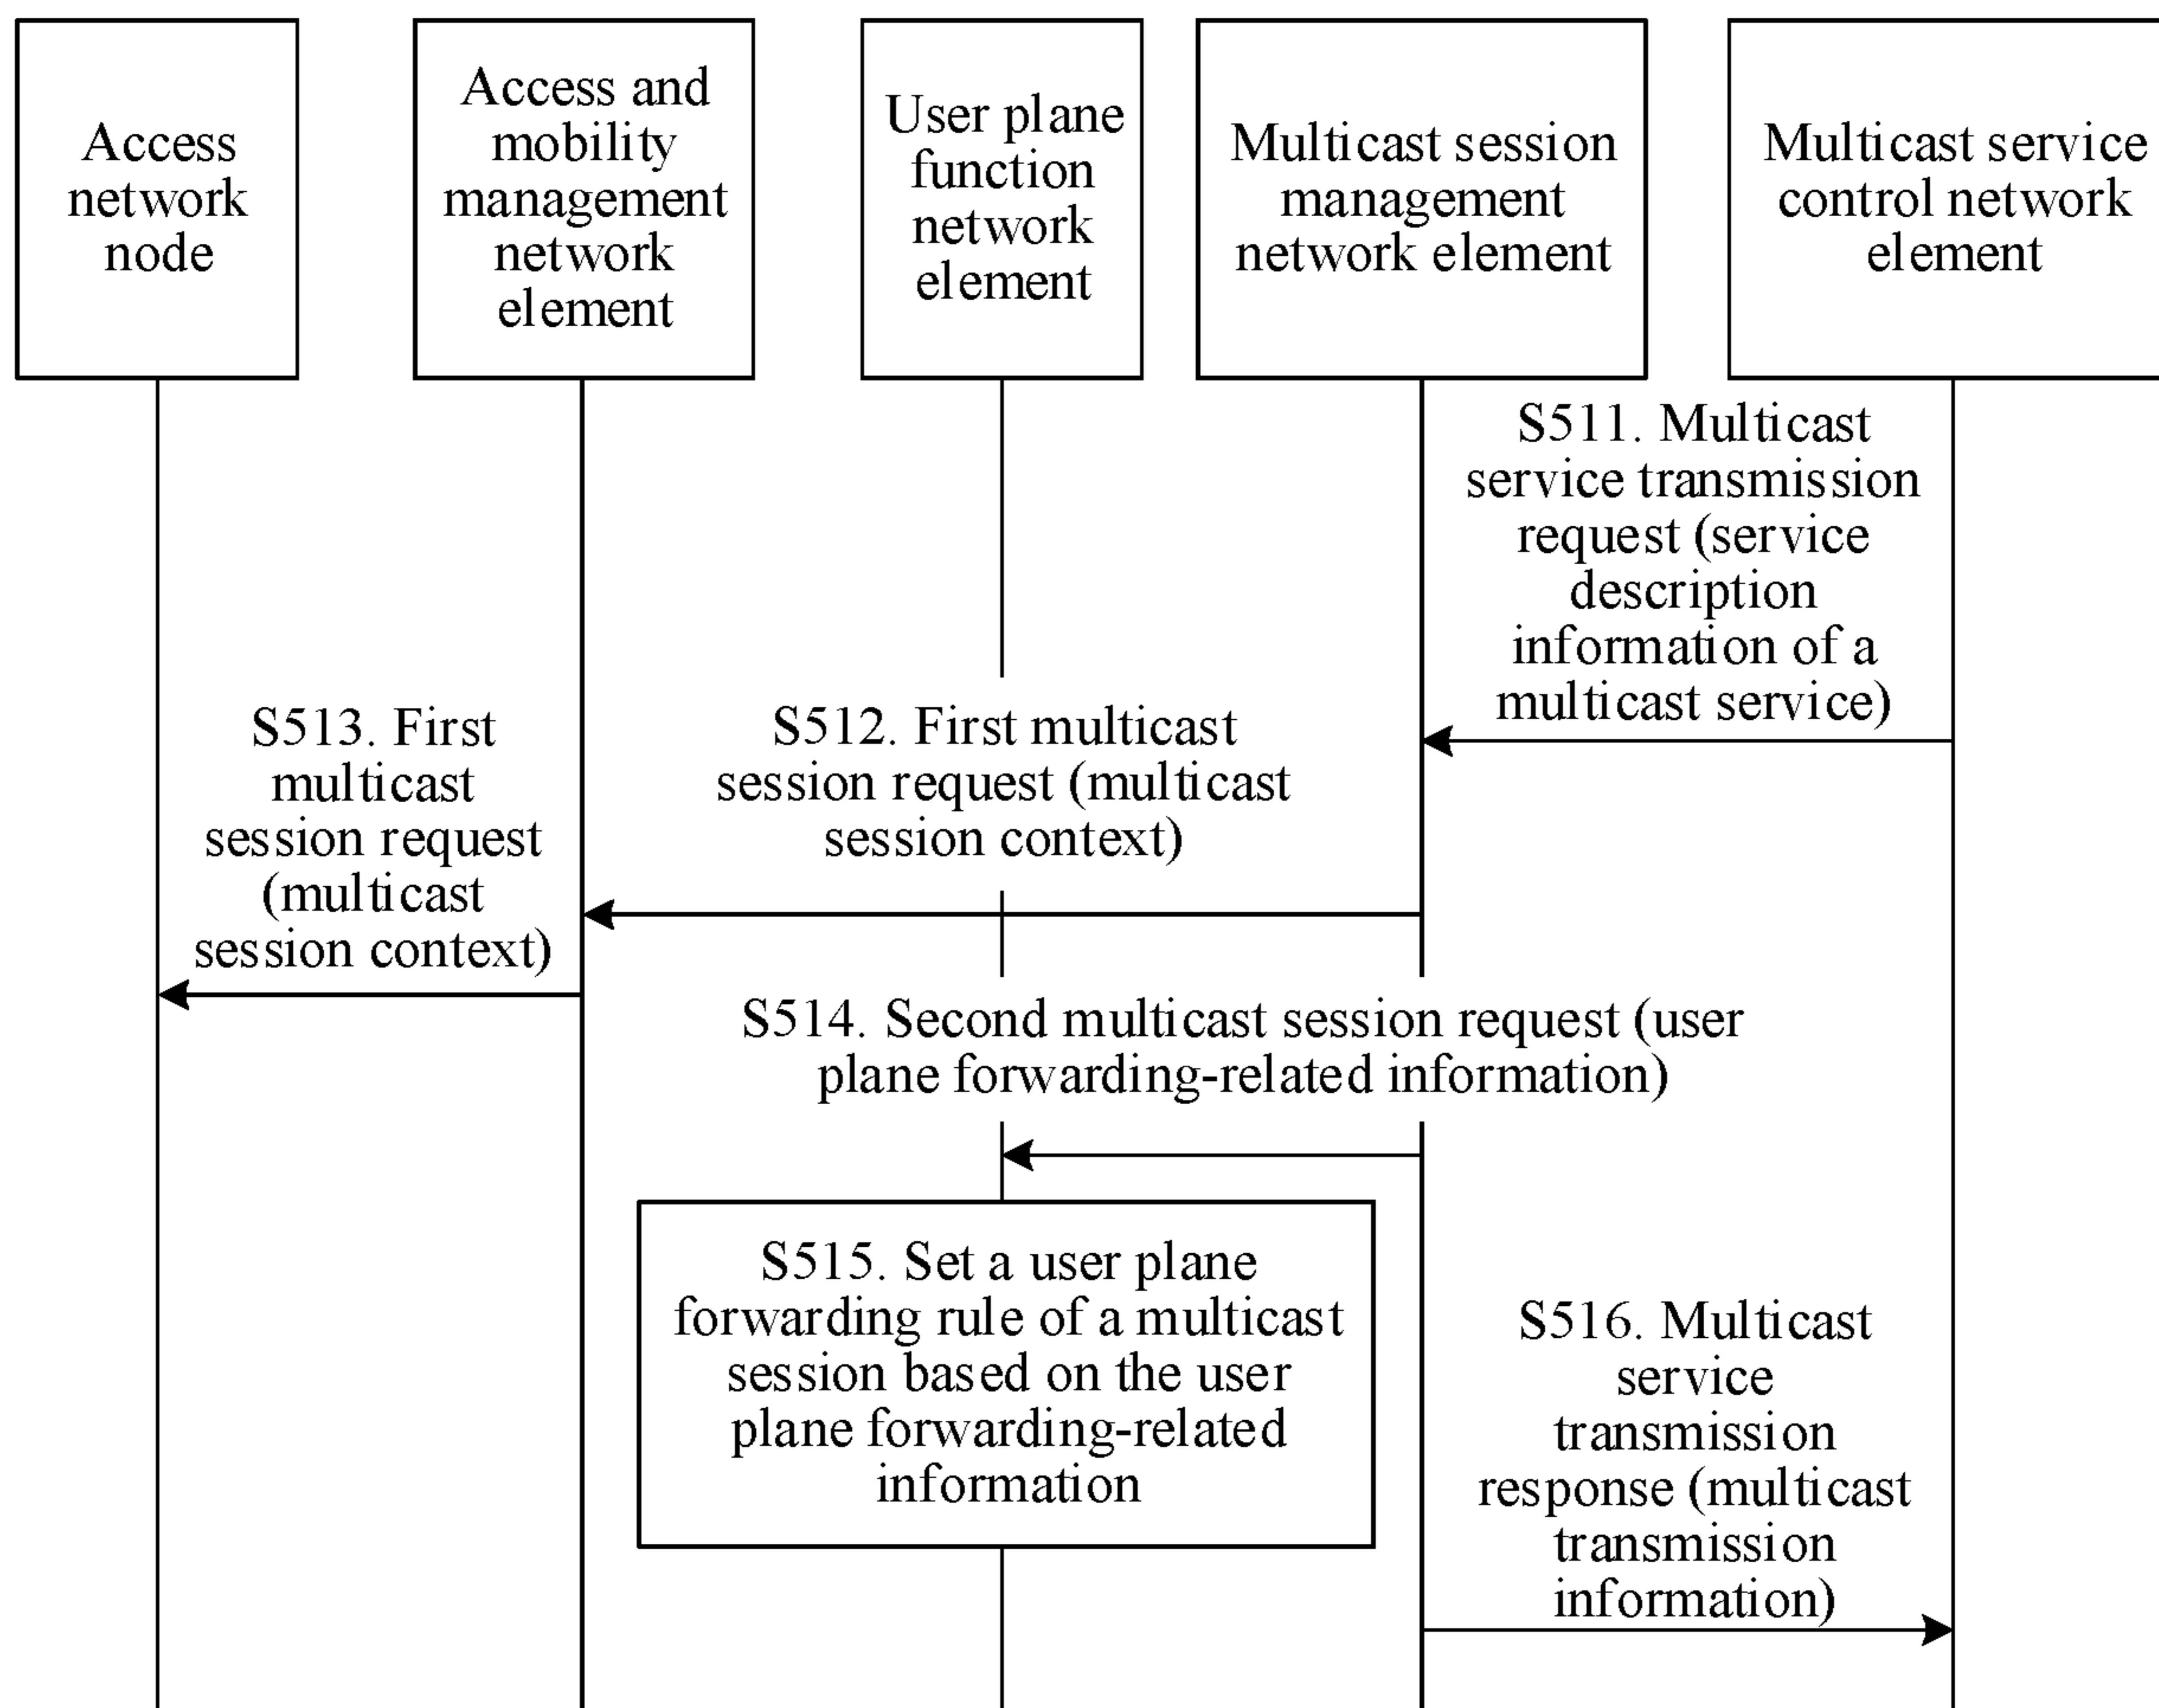 Access
network
node
Access and
mobility
management
network
element
User plane
function
network
element
Multicast session
management
network element
Multicast service
control network
element
S511. Multicast
service transmission
request (service
description
information of a
multicast service)
S512. First multicast
session request (multicast
session context)
S513. First
multicast
session request
(multicast
session context)
S514. Second multicast session request (user
plane forwarding-related information)
S515. Set a user plane
forwarding rule of a multicast
session based on the user
plane forwarding-related
information
S516. Multicast
service
transmission
response (multicast
transmission
information)